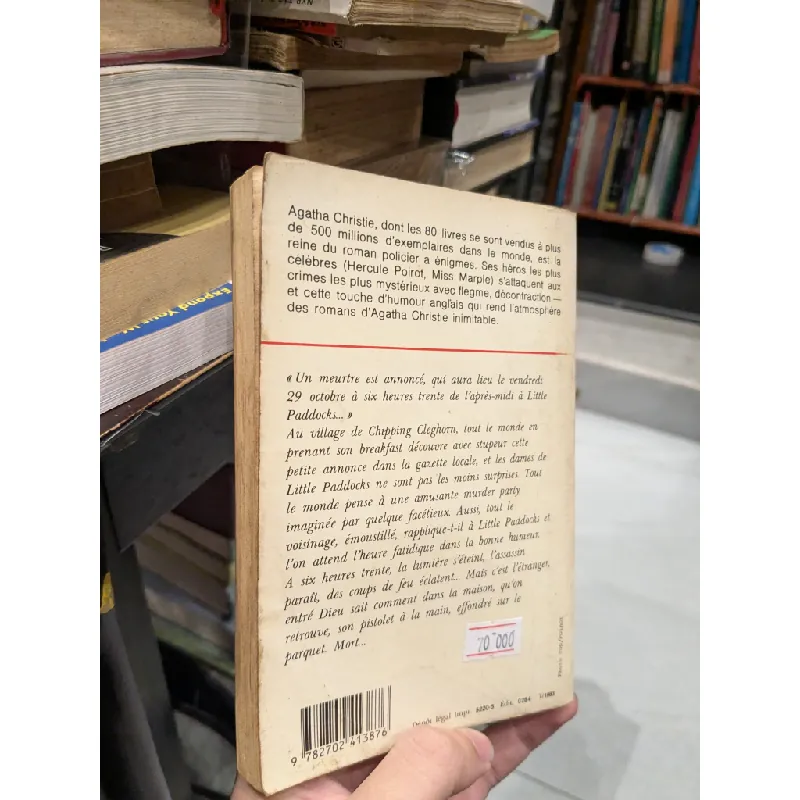 Expand Your
Agatha Christie, dont les 80 livres se sont vendus à plus
de 500 millions d'exemplaires dans le monde, est la
reine du roman policier à énigmes. Ses héros les plus
célèbres (Hercule Poirot, Miss Marple) s'attaquent aux
crimes les plus mystérieux avec flegme, décontraction —
et cette touche d'humour anglais qui rend l'atmosphère
des romans d'Agatha Christie inimitable.
« Un meurtre est annoncé, qui aura lieu le vendredi
29 octobre à six heures trente de l'après-midi à Little
Paddocks... »
Au village de Chipping Cleghorn, tout le monde en
prenant son breakfast découvre avec stupeur cette
petite annonce dans la gazette locale, et les dames de
Little Paddocks ne sont pas les moins surprises. Tout
le monde pense à une amusante murder party
imaginée par quelque facétieux. Aussi, tout le
voisinage, émoustillé, rapplique-t-il à Little Paddocks et
l'on attend l'heure fatidique dans la bonne humeur.
A six heures trente, la lumière s'éteint, l'assassin
paraît, des coups de feu éclatent... Mais c'est l'étranger,
entré Dieu sait comment dans la maison, qu'on
retrouve, son pistolet à la main, effondré sur le
parquet. Mort...
70 000
9 782702 413876
Dépôt légal Impr.